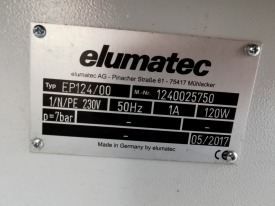 elumatec
elumatec AG - Pinacher Straße 61 - 75417 Mühlacker
Typ EP124/00 M.-Nr. 1240025750
1/N/PE 230V 50Hz 1A 120W
p=7bar - -
- - 05/2017
Made in Germany by elumatec CE